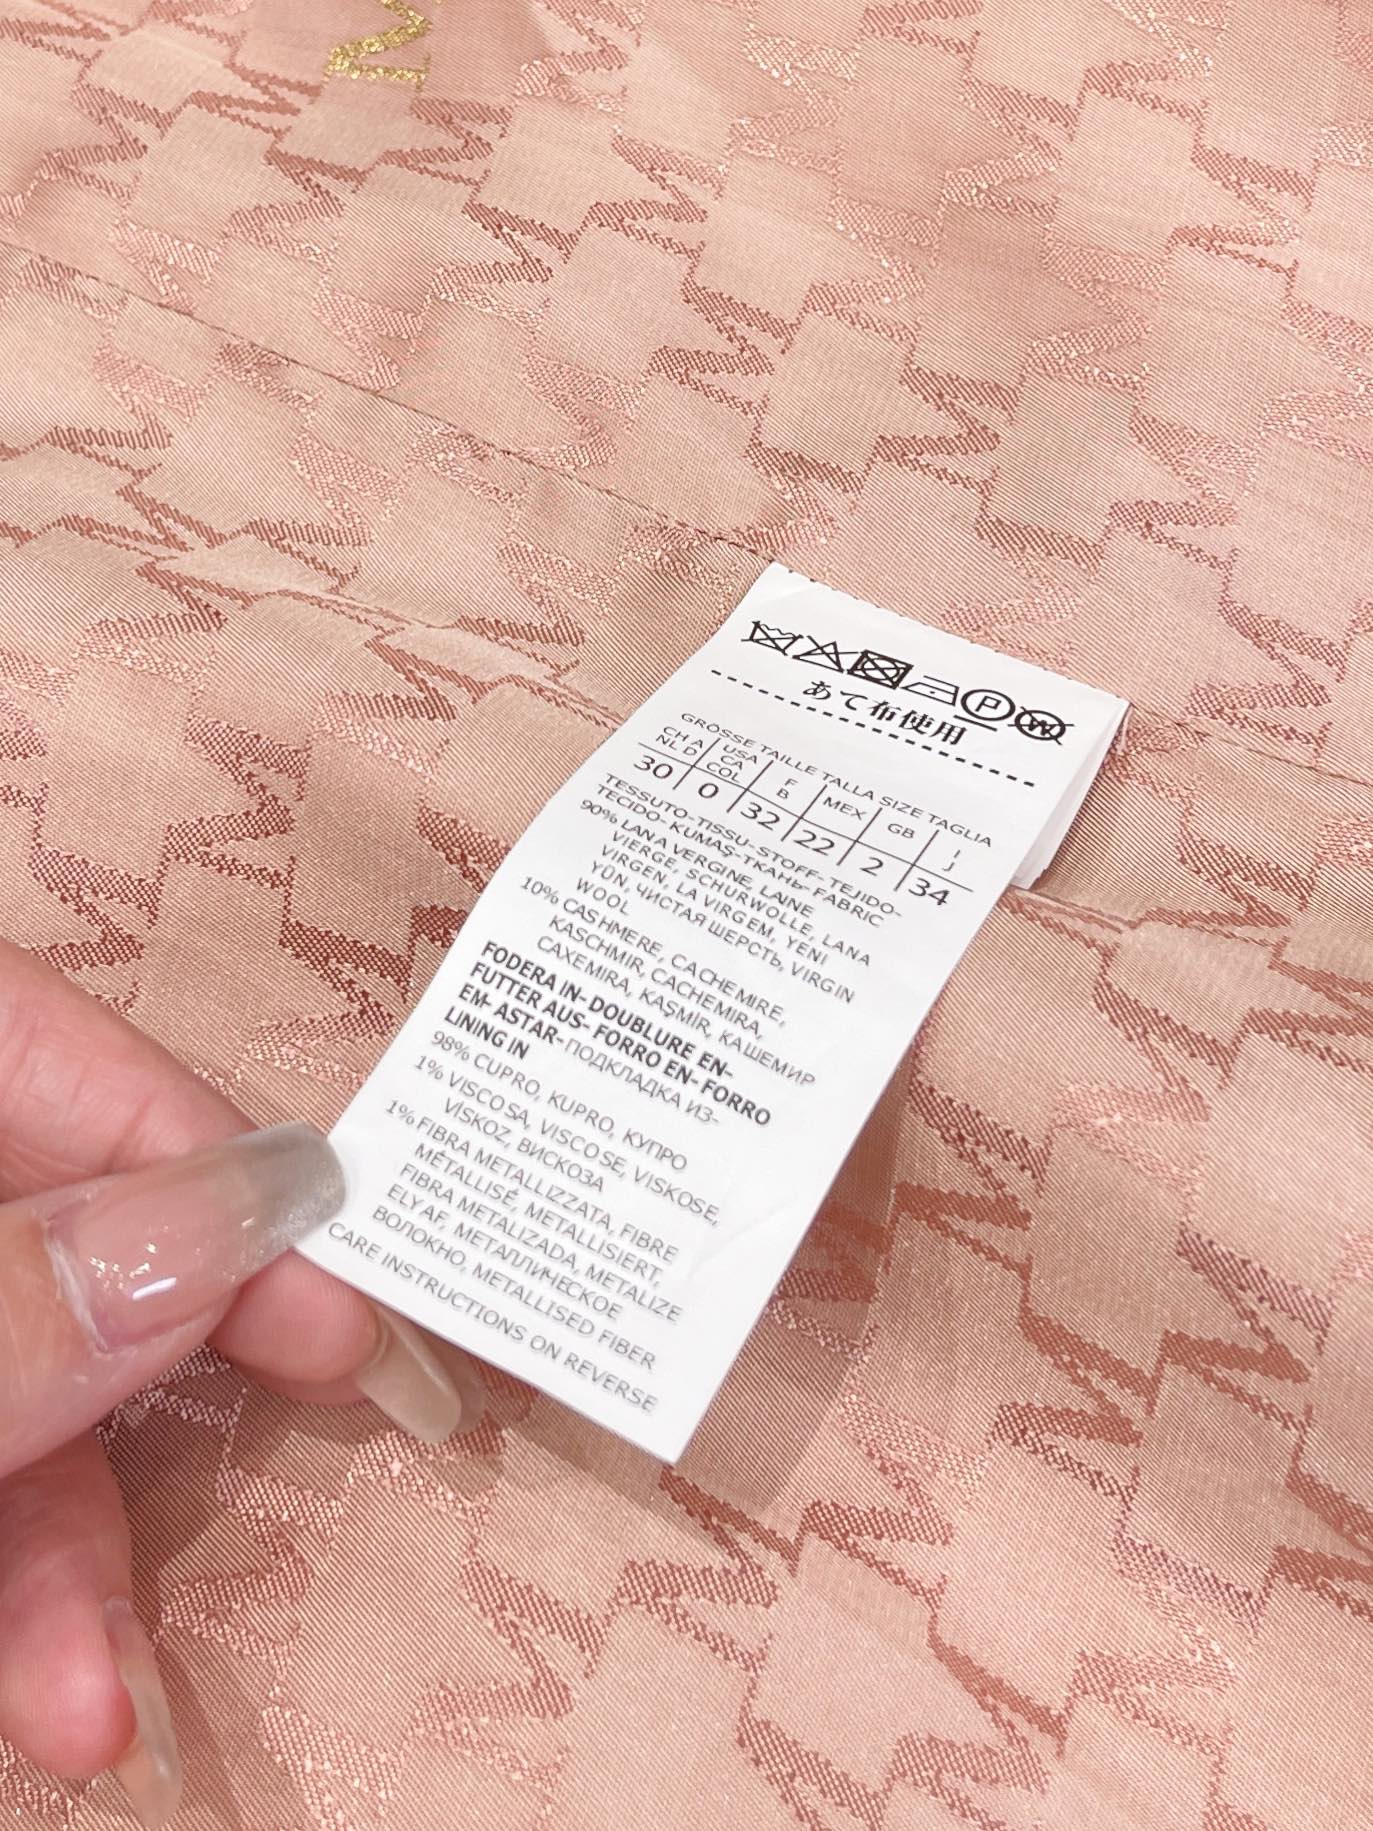 P W
あて布使用
GRÖSSE TAILLE TALLA SIZE TAGLIA
CH A NL D | USA CA COL | F B | MEX | GB | I J
30 | 0 | 32 | 22 | 2 | 34
TESSUTO-TISSU-STOFF-TEJIDO-
TECIDO-KUMAŞ-ТКАНЬ-FABRIC
90% LANA VERGINE, LAINE
VIERGE, SCHURWOLLE, LANA
VIRGEN, LA VIRGEM, YENI
YÜN, ЧИСТАЯ ШЕРСТЬ, VIRGIN
WOOL
10% CASHMERE, CACHEMIRE,
KASCHMIR, CACHEMIRA,
CAXEMIRA, KAŞMİR, КАШЕМИР
FODERA IN-DOUBLURE EN-
FUTTER AUS-FORRO EN-FORRO
EM-ASTAR-ПОДКЛАДКА ИЗ-
LINING IN
98% CUPRO, KUPRO, КУПРО
1% VISCOSA, VISCOSE, VISKOSE,
VİSKOZ, ВИСКОЗА
1% FIBRA METALLIZZATA, FIBRE
MÉTALLISÉ, METALLISIERT,
FIBRA METALIZADA, METALIZE
ELYAF, МЕТАЛЛИЧЕСКОЕ
ВОЛОКНО, METALLISED FIBER
CARE INSTRUCTIONS ON REVERSE